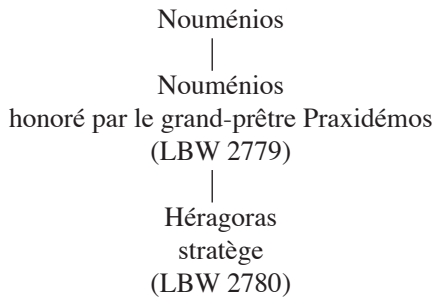 Nouménios
Nouménios
honoré par le grand-prêtre Praxidémos
(LBW 2779)
Héragoras
stratège
(LBW 2780)